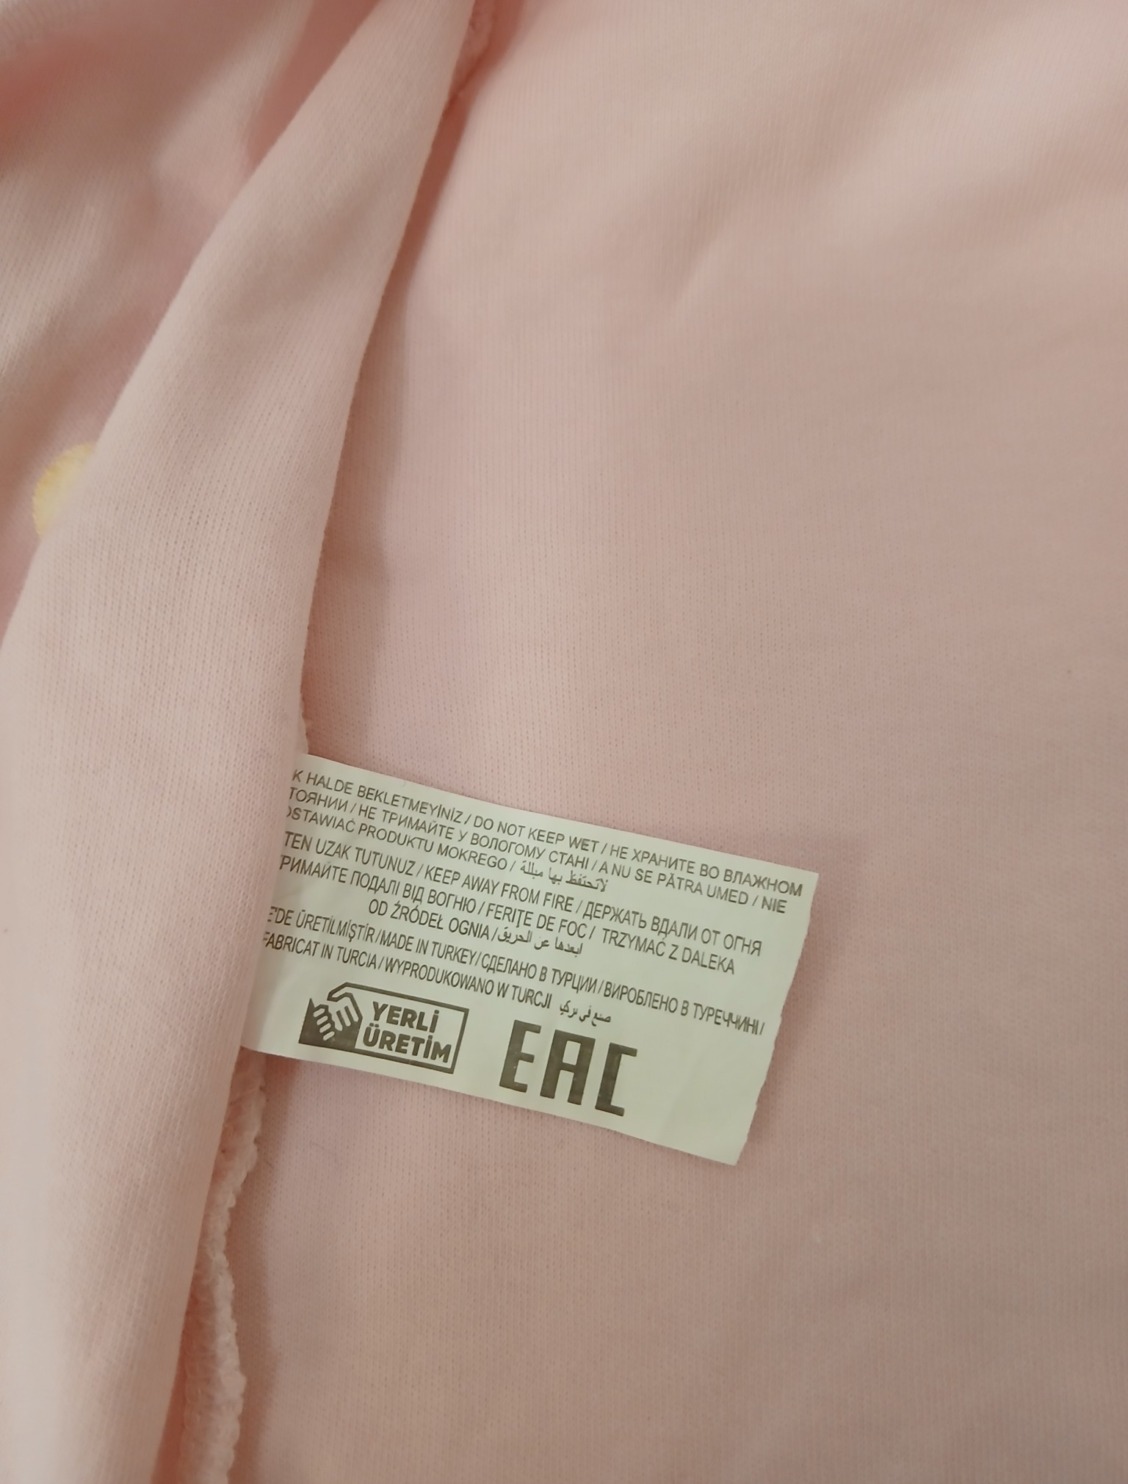 K HALDE BEKLETMEYİNİZ / DO NOT KEEP WET / НЕ ХРАНИТЕ ВО ВЛАЖНОМ
ТОЯНИИ / НЕ ТРИМАЙТЕ У ВОЛОГОМУ СТАНІ / A NU SE PĂTRA UMED / NIE
OSTAWIAĆ PRODUKTU MOKREGO / لاتحتفظ بها مبللة
TEN UZAK TUTUNUZ / KEEP AWAY FROM FIRE / ДЕРЖАТЬ ВДАЛИ ОТ ОГНЯ
ТРИМАЙТЕ ПОДАЛІ ВІД ВОГНЮ / FERIŢE DE FOC / TRZYMAĆ Z DALEKA
OD ŹRÓDEŁ OGNIA / ابعدها عن الحريق
E'DE ÜRETİLMİŞTİR / MADE IN TURKEY / СДЕЛАНО В ТУРЦИИ / ВИРОБЛЕНО В ТУРЕЧЧИНІ /
FABRICAT IN TURCIA / WYPRODUKOWANO W TURCJI صنع في تركي
YERLİ
ÜRETİM
EAC